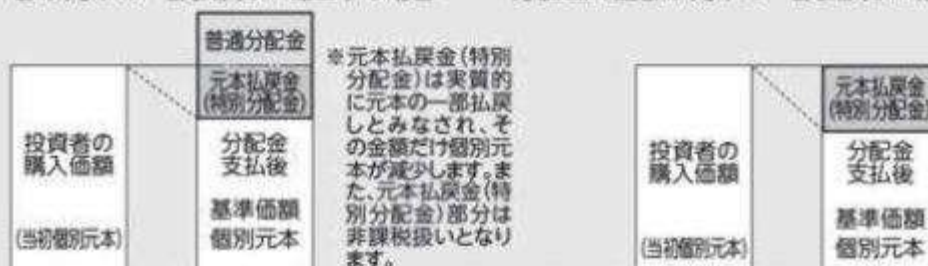 普通分配金
元本払戻金
(特別分配金)
投資者の
購入価額
(当初個別元本)
分配金
支払後
基準価額
個別元本
※元本払戻金(特別
分配金)は実質的
に元本の一部払戻
しとみなされ、そ
の金額だけ個別元
本が減少します。ま
た、元本払戻金(特
別分配金)部分は
非課税扱いとなり
ます。
投資者の
購入価額
(当初個別元本)
元本払戻金
(特別分配金)
分配金
支払後
基準価額
個別元本